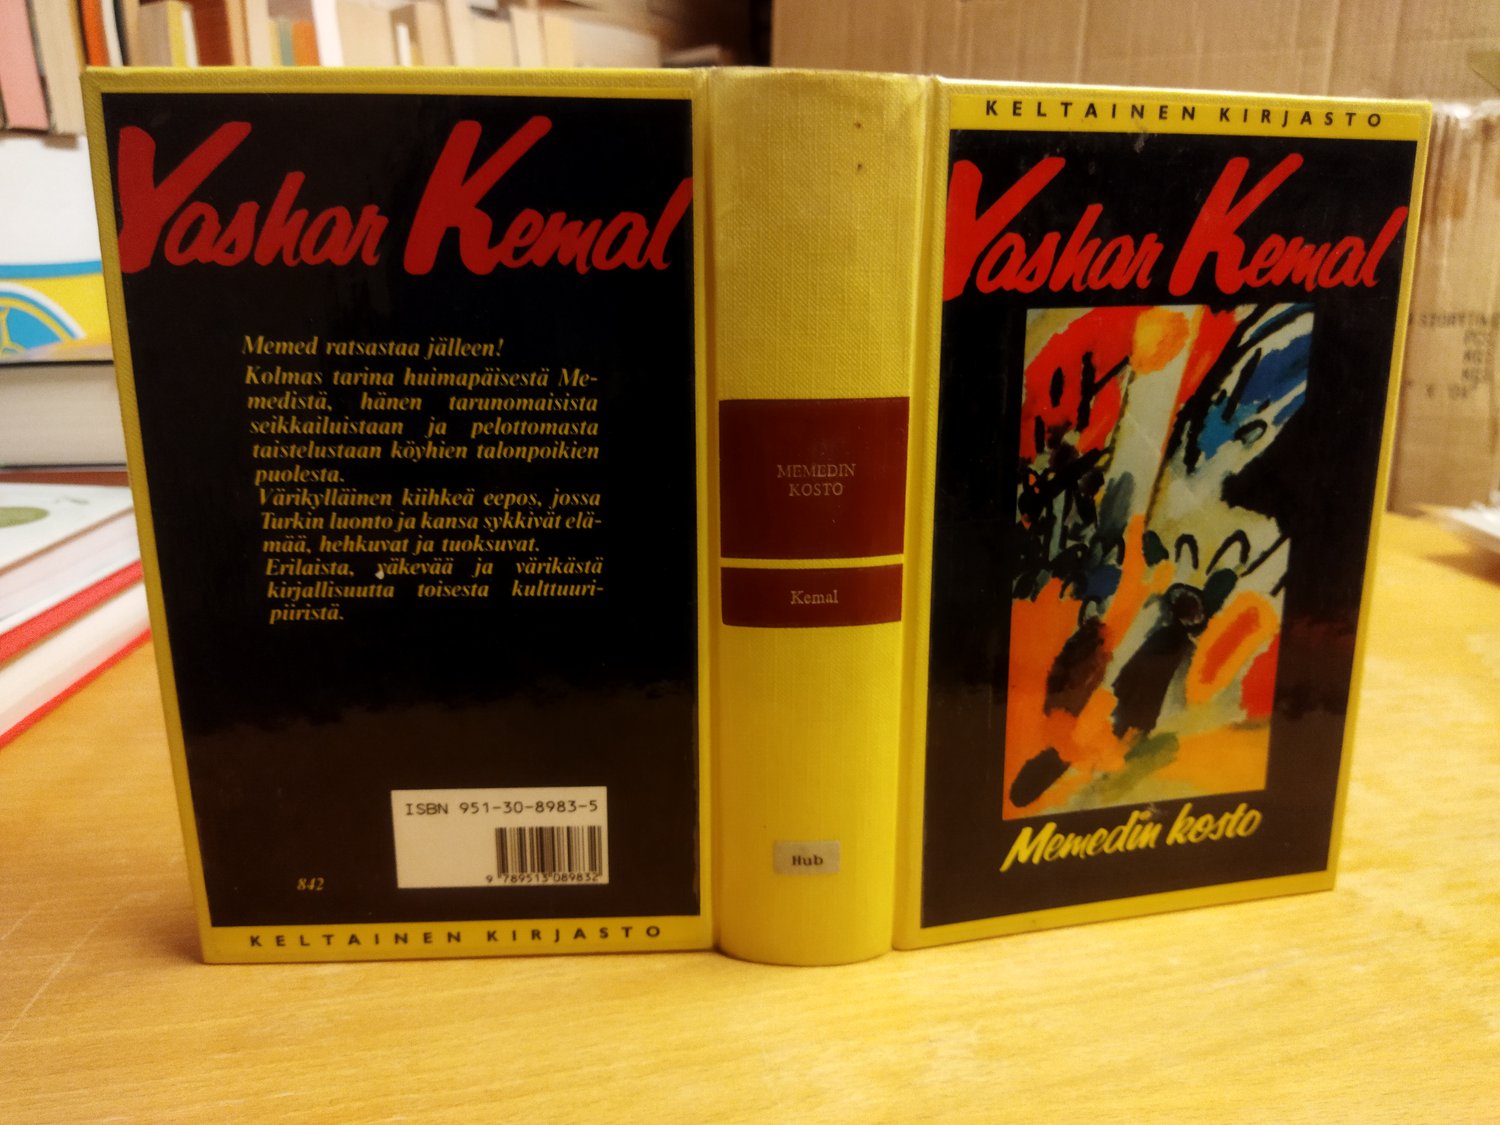 Yashar Kemal
Memed ratsastaa jälleen!
Kolmas tarina huimapäisestä Me-
medistä, hänen tarunomaisista
seikkailuistaan ja pelottomasta
taistelustaan köyhien talonpoikien
puolesta.
Värikylläinen kiihkeä eepos, jossa
Turkin luonto ja kansa sykkivät elä-
mää, hehkuvat ja tuoksuvat.
Erilaista, väkevää ja värikästä
kirjallisuutta toisesta kulttuuri-
piiristä.
ISBN 951-30-8983-5
9 789513 089832
842
KELTAINEN KIRJASTO
MEMEDIN
KOSTO
Kemal
Hub
KELTAINEN KIRJASTO
Yashar Kemal
Memedin kosto